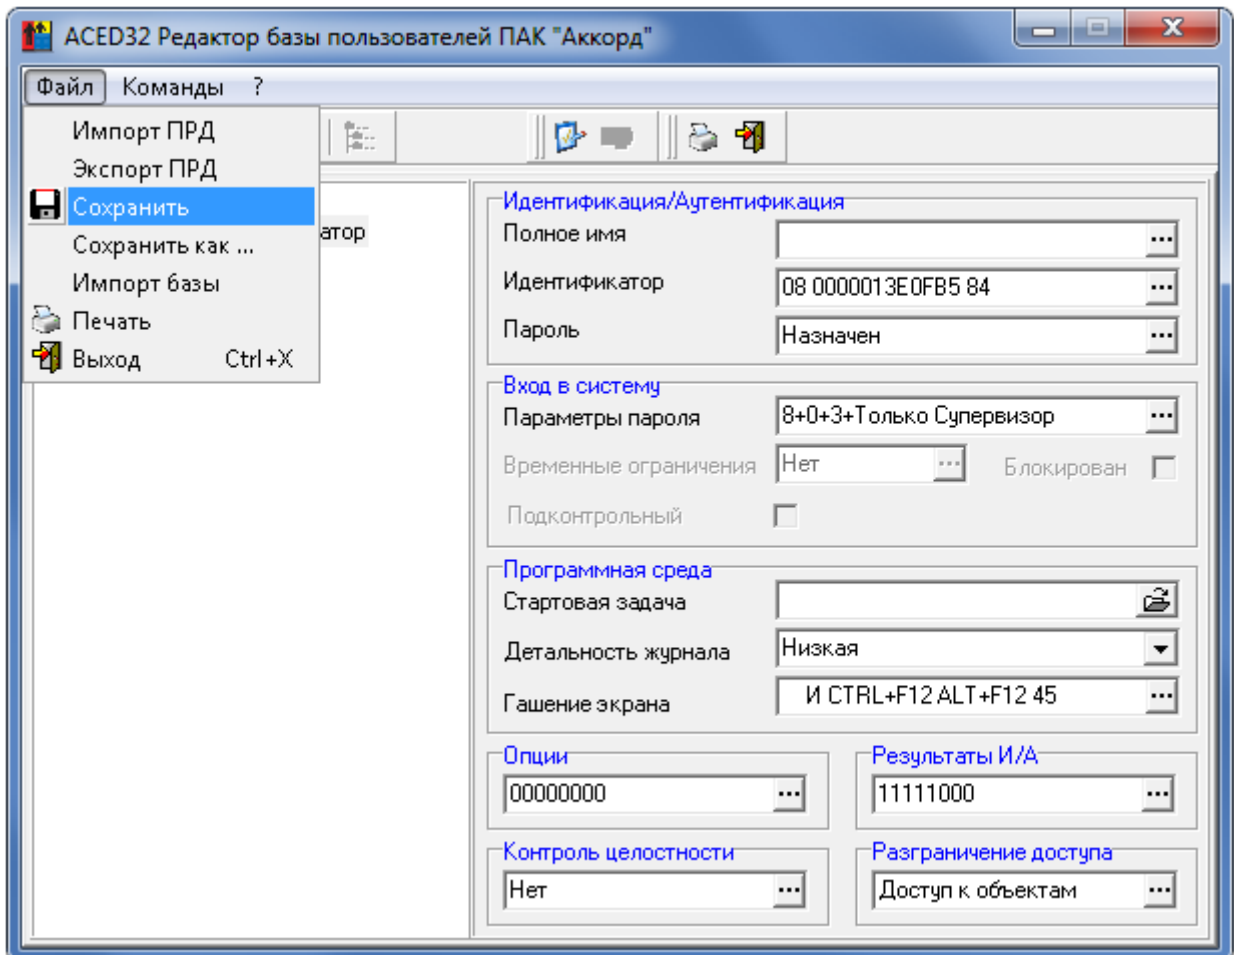 ACED32 Редактор базы пользователей ПАК "Аккорд"
Файл Команды ?
Импорт ПРД
Экспорт ПРД
Сохранить
Сохранить как ...
Импорт базы
Печать
Выход Ctrl+X
атор
Идентификация/Аутентификация
Полное имя ...
Идентификатор 08 0000013E0FB5 84 ...
Пароль Назначен ...
Вход в систему
Параметры пароля 8+0+3+Только Супервизор ...
Временные ограничения Нет ... Блокирован
Подконтрольный
Программная среда
Стартовая задача
Детальность журнала Низкая
Гашение экрана И CTRL+F12 ALT+F12 45 ...
Опции Результаты И/А
00000000 ... 11111000 ...
Контроль целостности Разграничение доступа
Нет ... Доступ к объектам ...